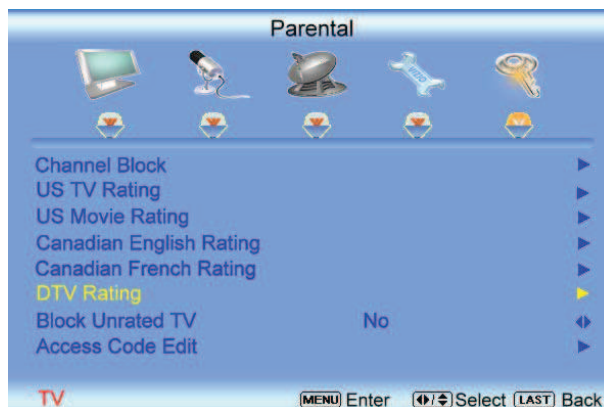 Parental
Channel Block
US TV Rating
US Movie Rating
Canadian English Rating
Canadian French Rating
DTV Rating
Block Unrated TV No
Access Code Edit
TV MENU Enter / Select LAST Back